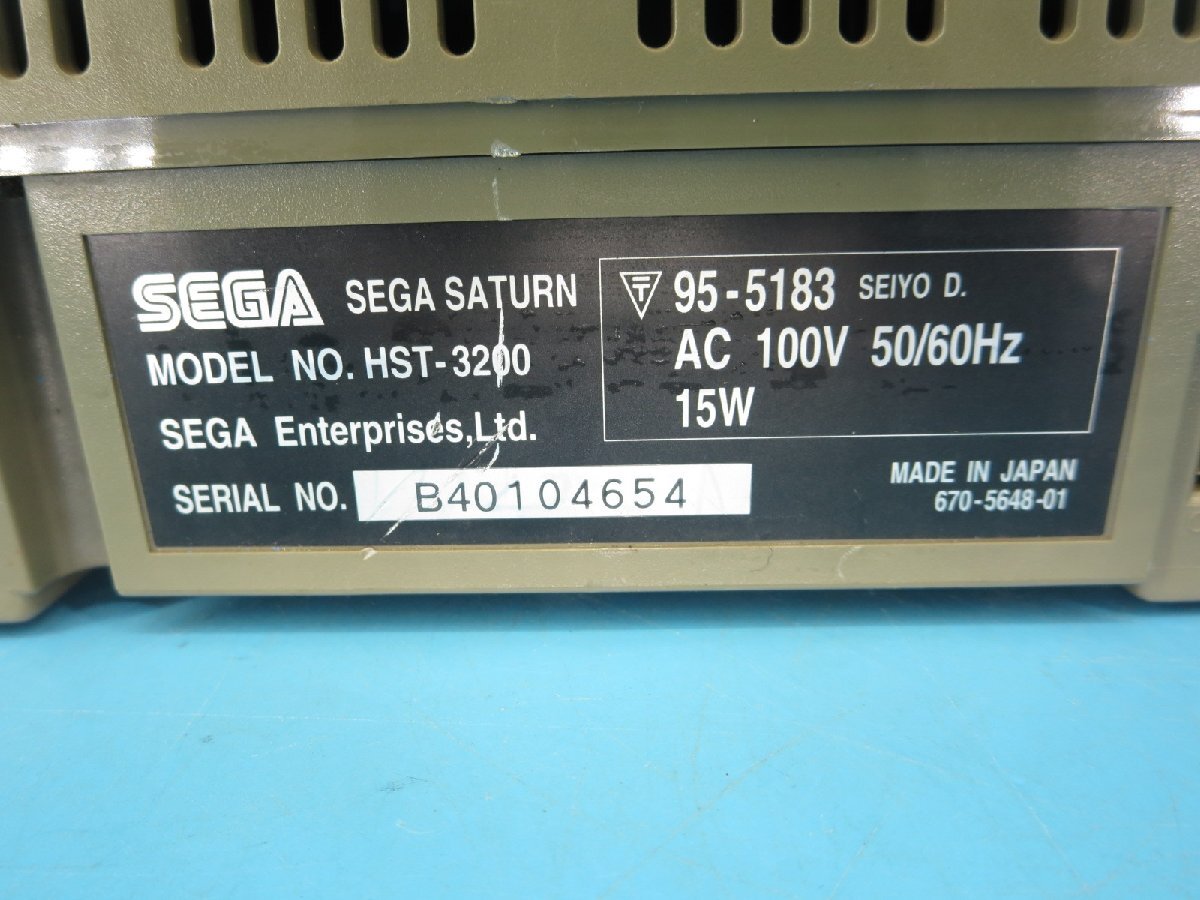 SEGA SEGA SATURN
MODEL NO. HST-3200
SEGA Enterprises,Ltd.
SERIAL NO. B40104654
T 95-5183 SEIYO D.
AC 100V 50/60Hz
15W
MADE IN JAPAN
670-5648-01